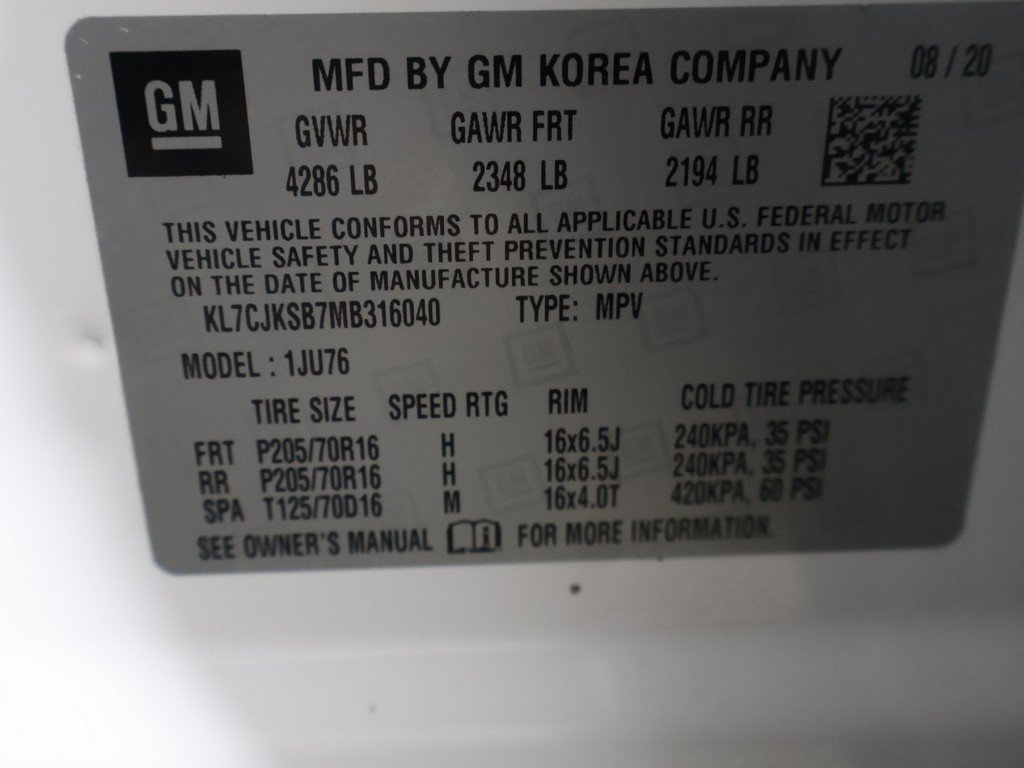 GM
MFD BY GM KOREA COMPANY 08 / 20
GVWR GAWR FRT GAWR RR
4286 LB 2348 LB 2194 LB
THIS VEHICLE CONFORMS TO ALL APPLICABLE U.S. FEDERAL MOTOR
VEHICLE SAFETY AND THEFT PREVENTION STANDARDS IN EFFECT
ON THE DATE OF MANUFACTURE SHOWN ABOVE.
KL7CJKSB7MB316040 TYPE: MPV
MODEL : 1JU76
TIRE SIZE SPEED RTG RIM COLD TIRE PRESSURE
FRT P205/70R16 H 16x6.5J 240KPA, 35 PSI
RR P205/70R16 H 16x6.5J 240KPA, 35 PSI
SPA T125/70D16 M 16x4.0T 420KPA, 60 PSI
SEE OWNER'S MANUAL i FOR MORE INFORMATION.